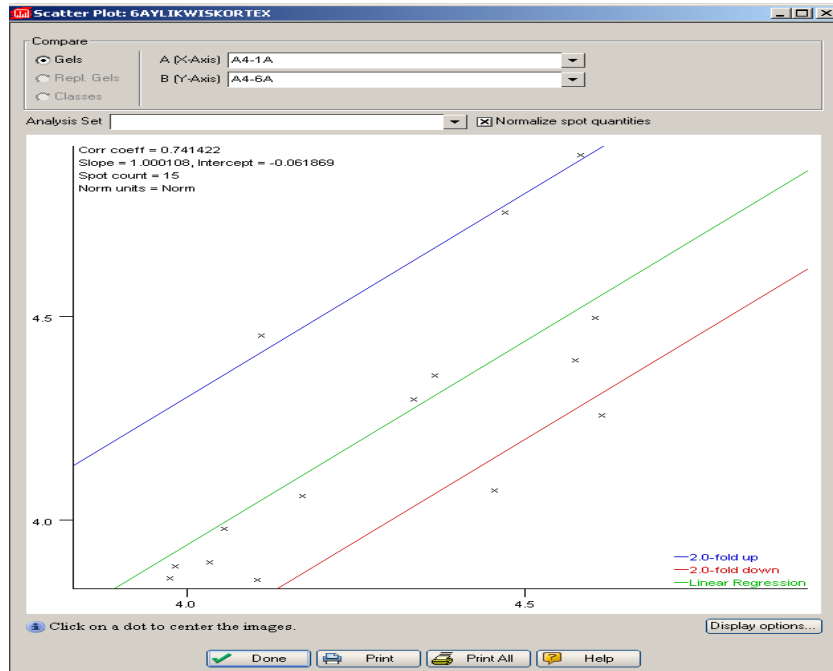 Scatter Plot: 6AYLIKWISKORTEX
Compare
Gels A (X-Axis) A4-1A
Repl. Gels B (Y-Axis) A4-6A
Classes
Analysis Set Normalize spot quantities
Corr coeff = 0.741422
Slope = 1.000108, Intercept = -0.061869
Spot count = 15
Norm units = Norm
4.5
4.0
2.0-fold up
2.0-fold down
Linear Regression
4.0 4.5
Click on a dot to center the images. Display options...
Done Print Print All Help